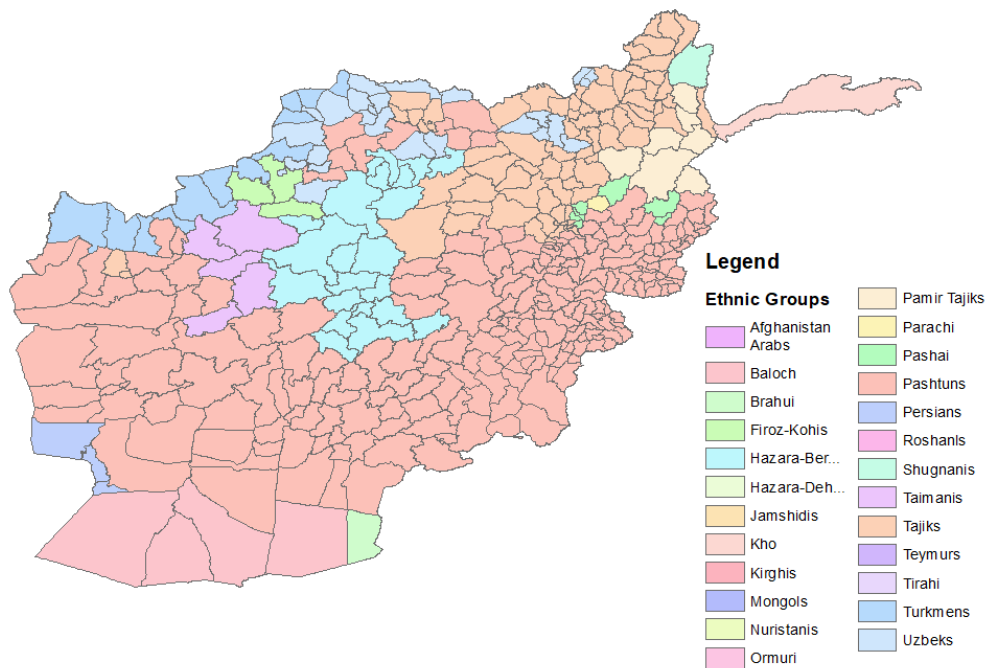 Legend
Ethnic Groups
Afghanistan
Arabs
Baloch
Brahui
Firoz-Kohis
Hazara-Ber...
Hazara-Deh...
Jamshidis
Kho
Kirghis
Mongols
Nuristanis
Ormuri
Pamir Tajiks
Parachi
Pashai
Pashtuns
Persians
Roshanls
Shugnanis
Taimanis
Tajiks
Teymurs
Tirahi
Turkmens
Uzbeks